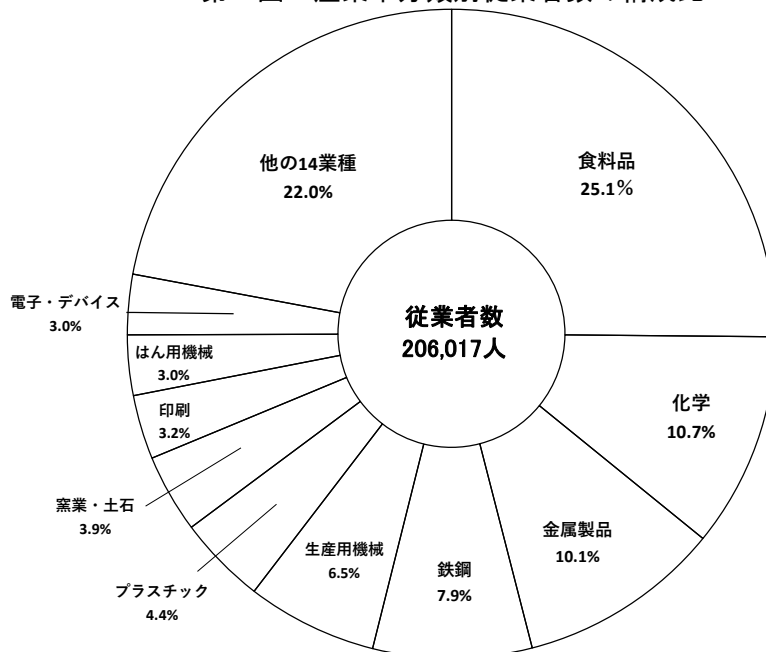 食料品
25.1%
化学
10.7%
金属製品
10.1%
鉄鋼
7.9%
生産用機械
6.5%
プラスチック
4.4%
窯業・土石
3.9%
印刷
3.2%
はん用機械
3.0%
電子・デバイス
3.0%
他の14業種
22.0%
従業者数
206,017人